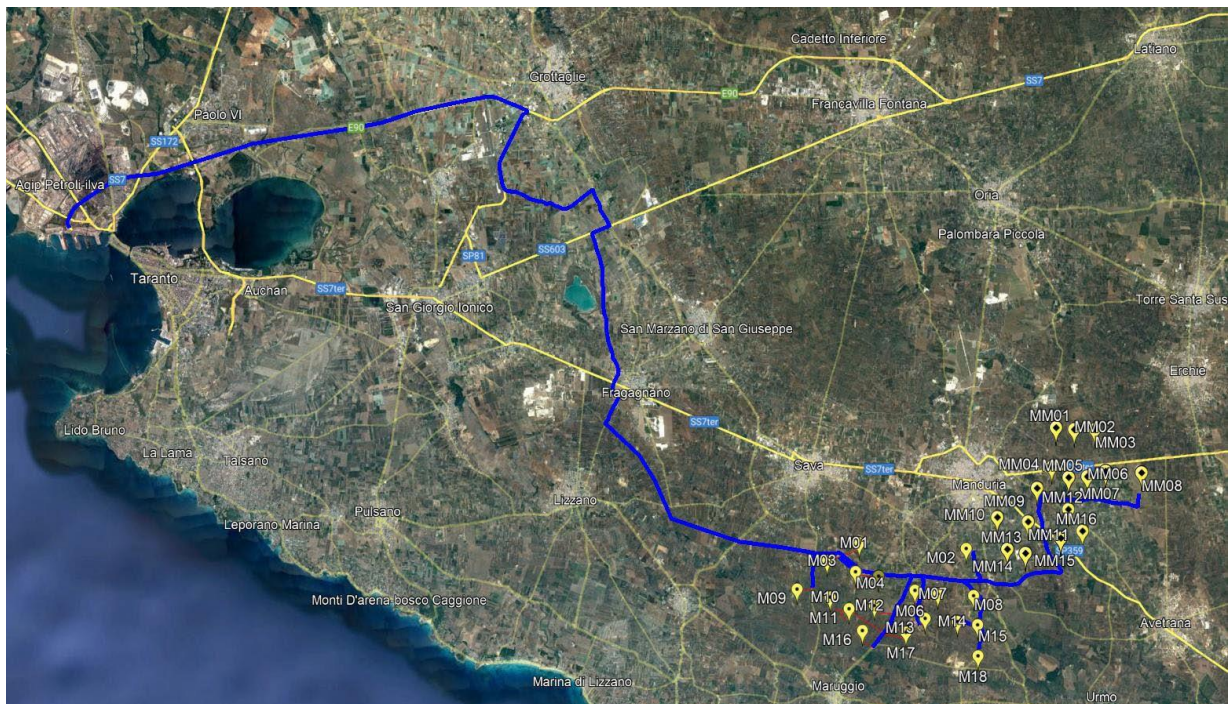 Cadetto Inferiore
Latiano
Grottaglie
SS7
E90
Francavilla Fontana
Paolo VI
E90
SS172
SS7
Agip Petroli-ilva
Oria
Palombara Piccola
SS603
SP81
Taranto
Auchan
SS7ter
San Giorgio Ionico
Torre Santa Sus
San Marzano di San Giuseppe
Erchie
Fragagnano
SS7ter
Lido Bruno
MM01
MM02
MM03
La Lama
Talsano
Sava
SS7ter
MM04
MM05
MM06
Manduria
MM08
Lizzano
MM09
MM12
MM07
Pulsano
Leporano Marina
MM10
MM16
MM13
MM11
M01
M02
SP359
MM14
MM15
M03
M04
Monti D'arena-bosco Caggione
M09
M10
M07
M08
M12
M06
M11
M14
Avetrana
M16
M13
M15
M17
M18
Marina di Lizzano
Maruggio
Urmo